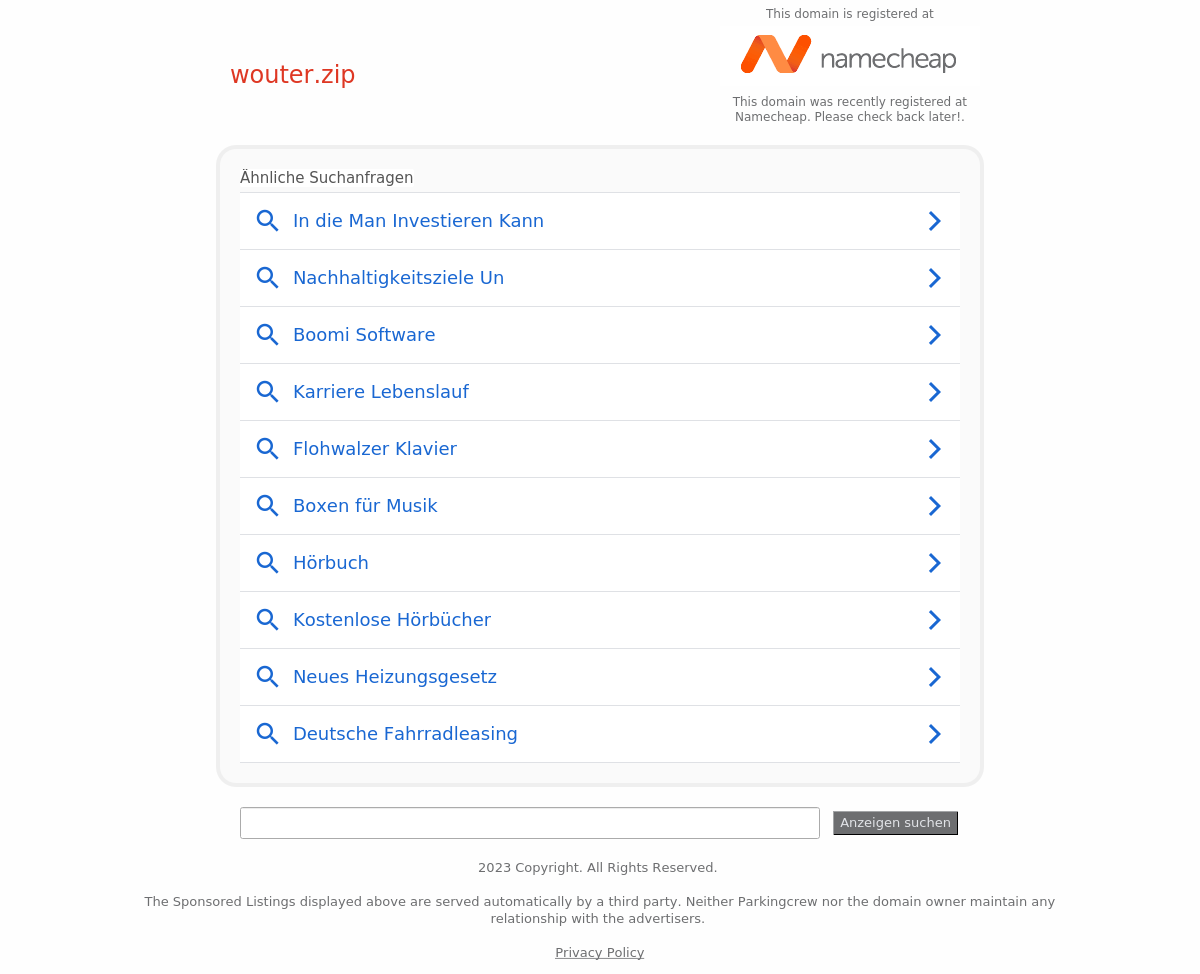 This domain is registered at
wouter.zip
namecheap
This domain was recently registered at
Namecheap. Please check back later!.
Ähnliche Suchanfragen
In die Man Investieren Kann
Nachhaltigkeitsziele Un
Boomi Software
Karriere Lebenslauf
Flohwalzer Klavier
Boxen für Musik
Hörbuch
Kostenlose Hörbücher
Neues Heizungsgesetz
Deutsche Fahrradleasing
Anzeigen suchen
2023 Copyright. All Rights Reserved.
The Sponsored Listings displayed above are served automatically by a third party. Neither Parkingcrew nor the domain owner maintain any
relationship with the advertisers.
Privacy Policy